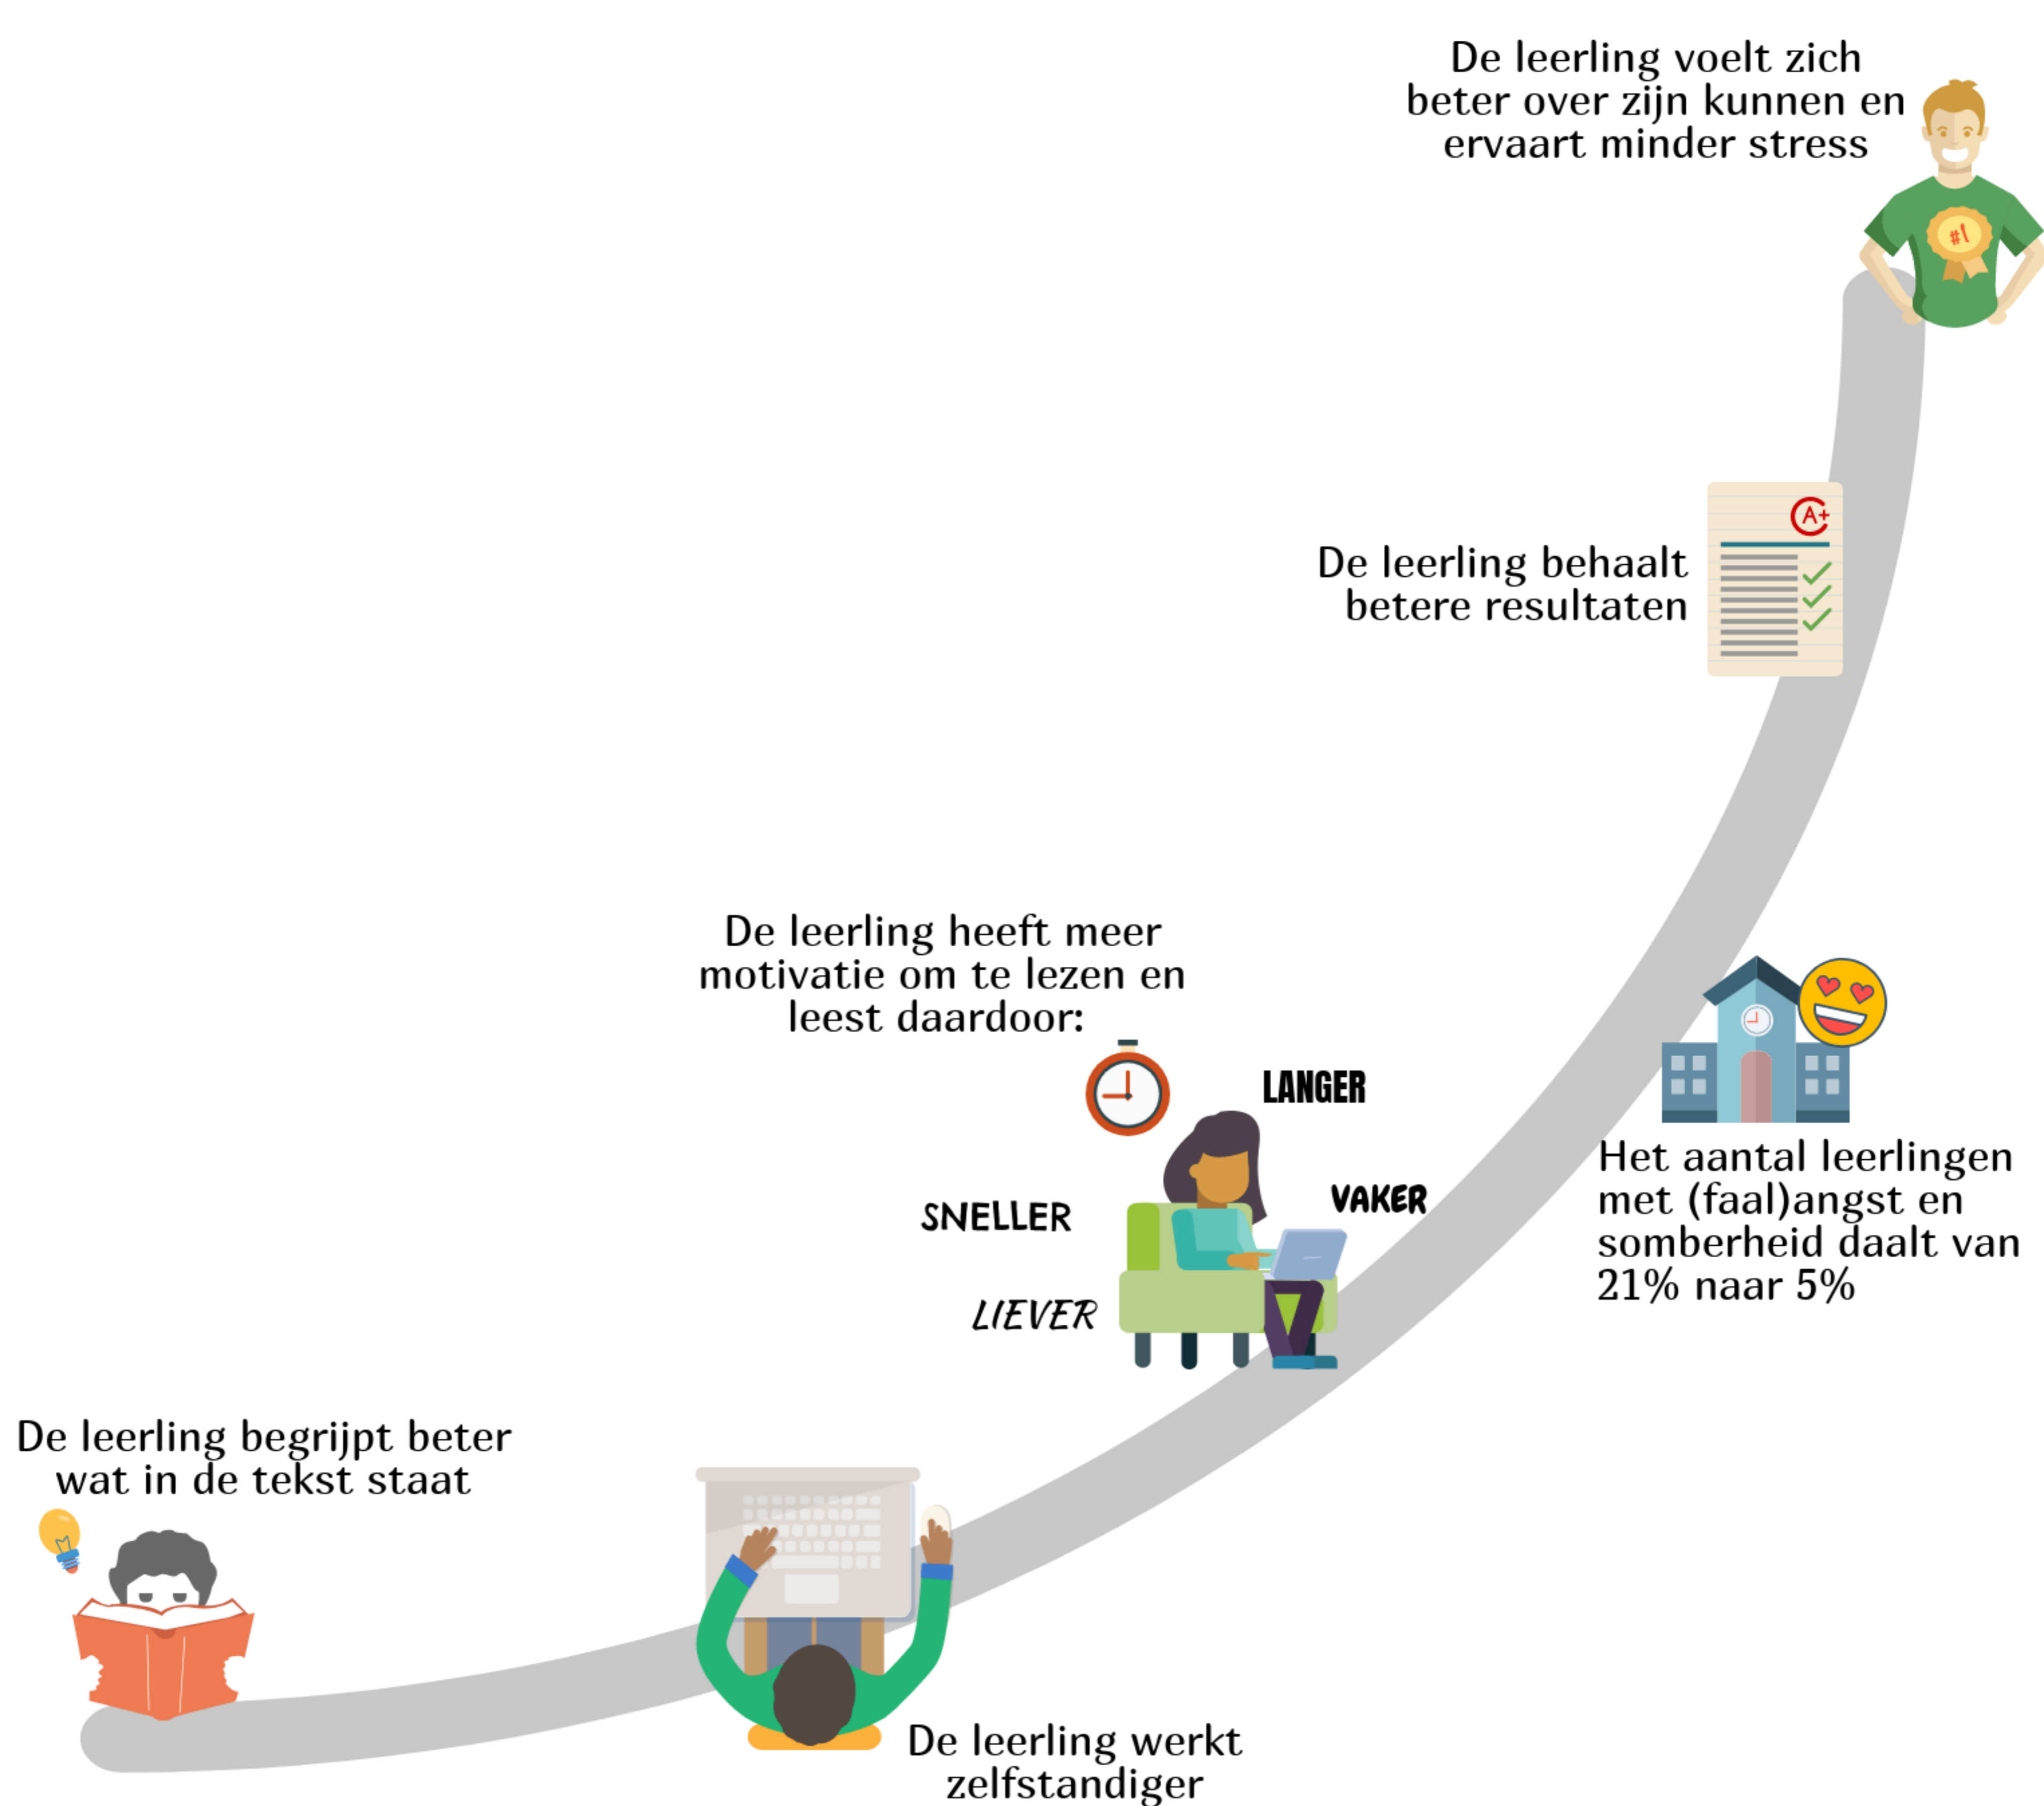 De leerling voelt zich
beter over zijn kunnen en
ervaart minder stress
#1
A+
De leerling behaalt
betere resultaten
De leerling heeft meer
motivatie om te lezen en
leest daardoor:
LANGER
VAKER
SNELLER
LIEVER
Het aantal leerlingen
met (faal)angst en
somberheid daalt van
21% naar 5%
De leerling begrijpt beter
wat in de tekst staat
De leerling werkt
zelfstandiger